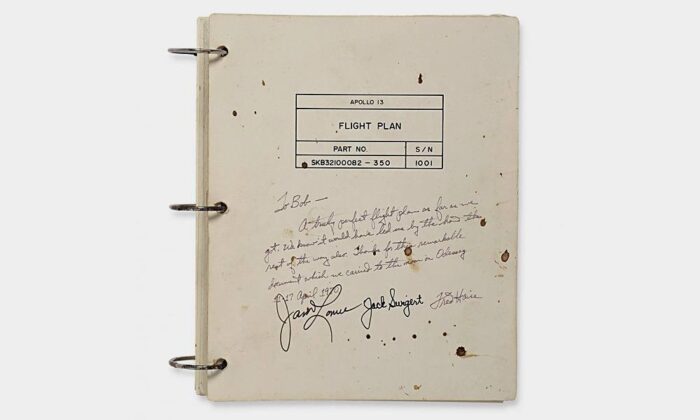 APOLLO 13
FLIGHT PLAN
PART NO. S/N
SKB32100082-350 1001
To Bob —
A truly perfect flight plan as far as we
got. We know it would have led us by the hand the
rest of the way also. Thanks for this remarkable
document which we carried to the moon in Odyssey
11-17 April 1970
James Lovell Jack Swigert Fred Haise